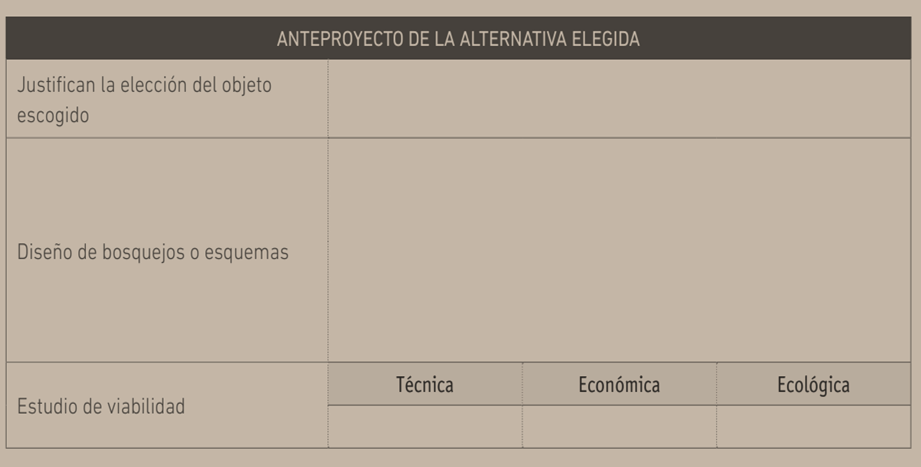 ANTEPROYECTO DE LA ALTERNATIVA ELEGIDA
Justifican la elección del objeto
escogido
Diseño de bosquejos o esquemas
Estudio de viabilidad
Técnica
Económica
Ecológica